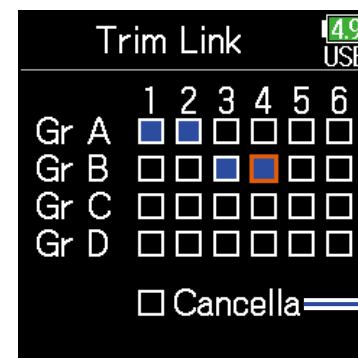 Trim Link
4.9
USB
1 2 3 4 5 6
Gr A
Gr B
Gr C
Gr D
Cancella